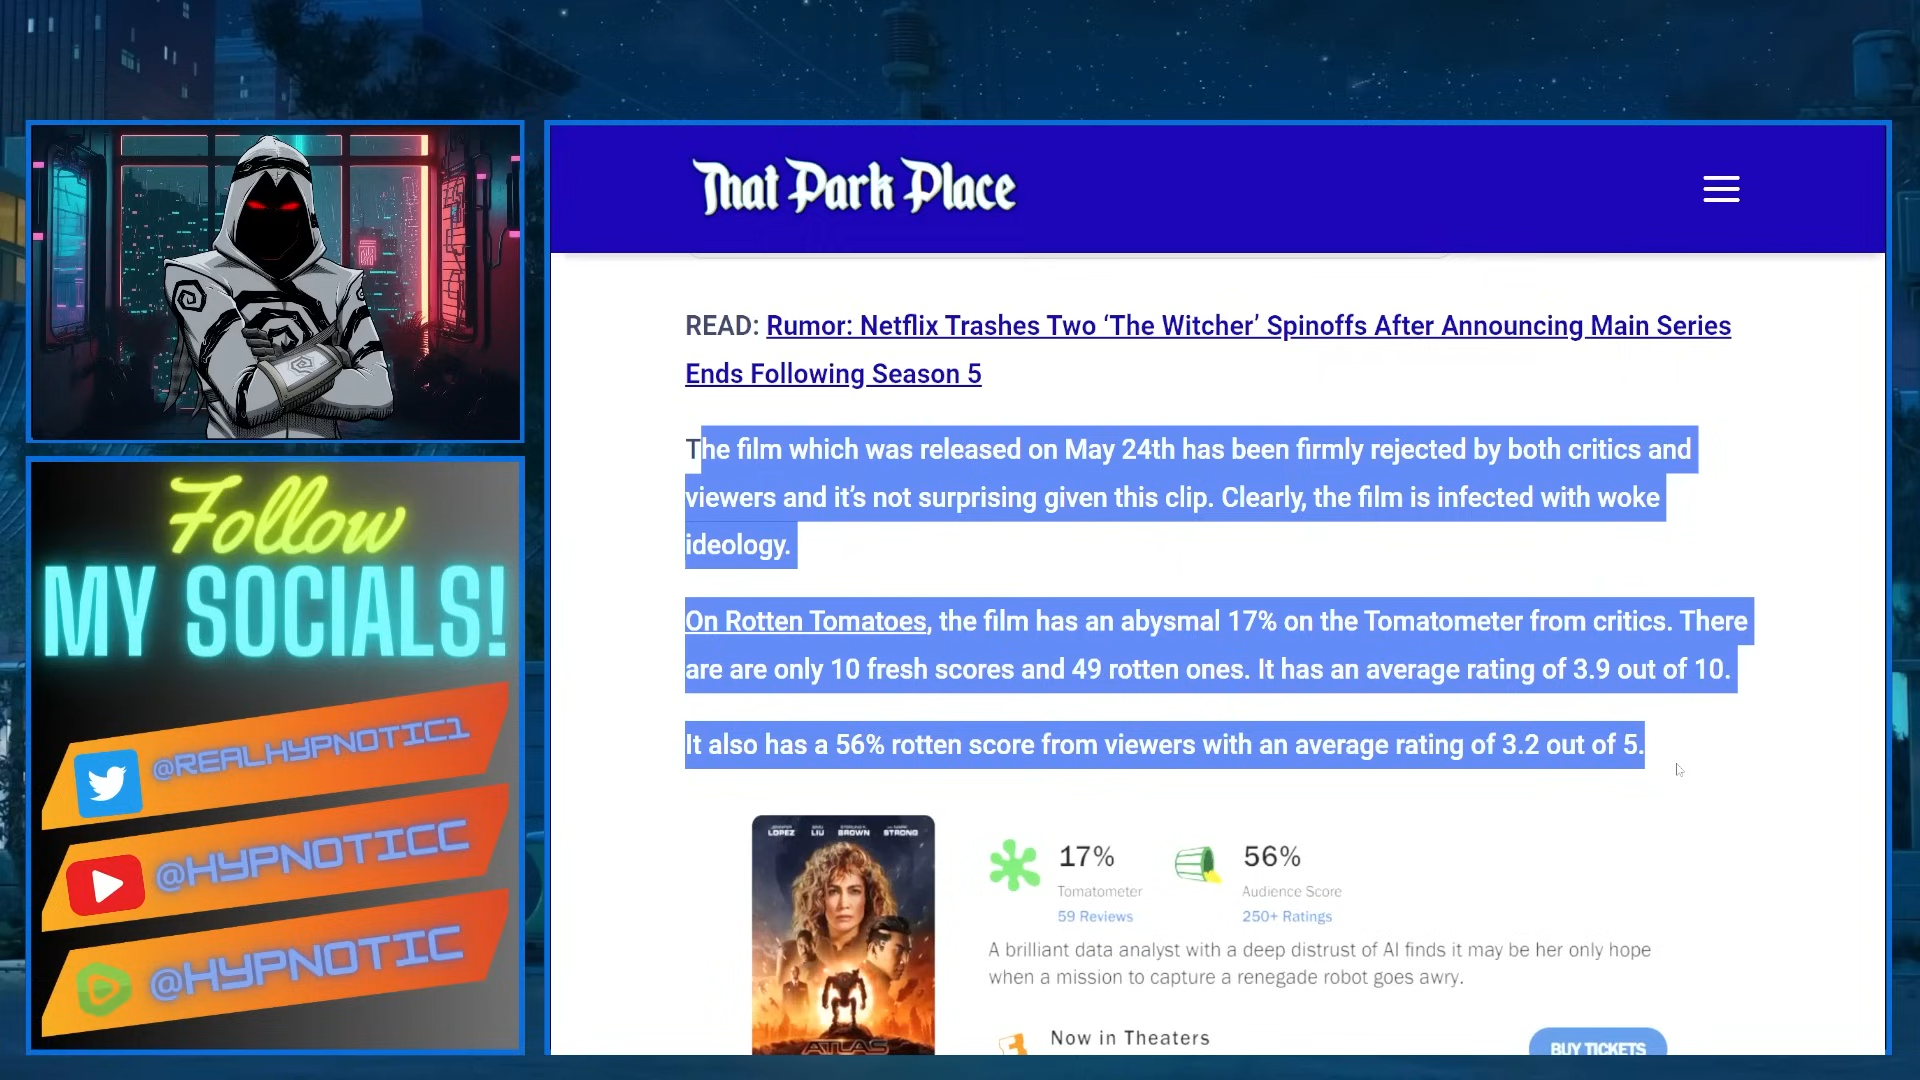 Follow
MY SOCIALS!
@REALHYPNOTIC1
@HYPNOTICC
@HYPNOTIC
That Park Place
READ: Rumor: Netflix Trashes Two ‘The Witcher’ Spinoffs After Announcing Main Series
Ends Following Season 5
The film which was released on May 24th has been firmly rejected by both critics and
viewers and it’s not surprising given this clip. Clearly, the film is infected with woke
ideology.
On Rotten Tomatoes, the film has an abysmal 17% on the Tomatometer from critics. There
are are only 10 fresh scores and 49 rotten ones. It has an average rating of 3.9 out of 10.
It also has a 56% rotten score from viewers with an average rating of 3.2 out of 5.
LOPEZ LIU BROWN STRONG
ATLAS
17%
Tomatometer
59 Reviews
56%
Audience Score
250+ Ratings
A brilliant data analyst with a deep distrust of AI finds it may be her only hope
when a mission to capture a renegade robot goes awry.
Now in Theaters
BUY TICKETS